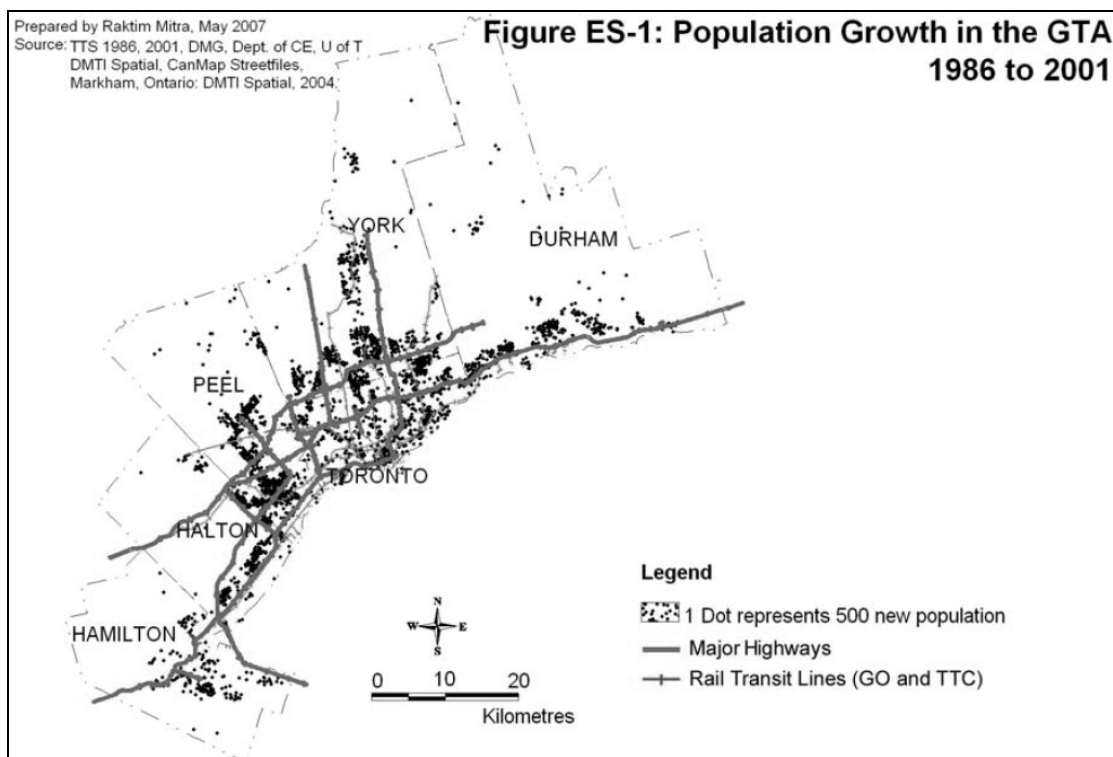 Prepared by Raktim Mitra, May 2007
Source: TTS 1986, 2001, DMG, Dept. of CE, U of T
DMTI Spatial, CanMap Streetfiles,
Markham, Ontario: DMTI Spatial, 2004.
Figure ES-1: Population Growth in the GTA
1986 to 2001
YORK
DURHAM
PEEL
TORONTO
HALTON
HAMILTON
N
W E
S
0 10 20
Kilometres
Legend
1 Dot represents 500 new population
Major Highways
Rail Transit Lines (GO and TTC)